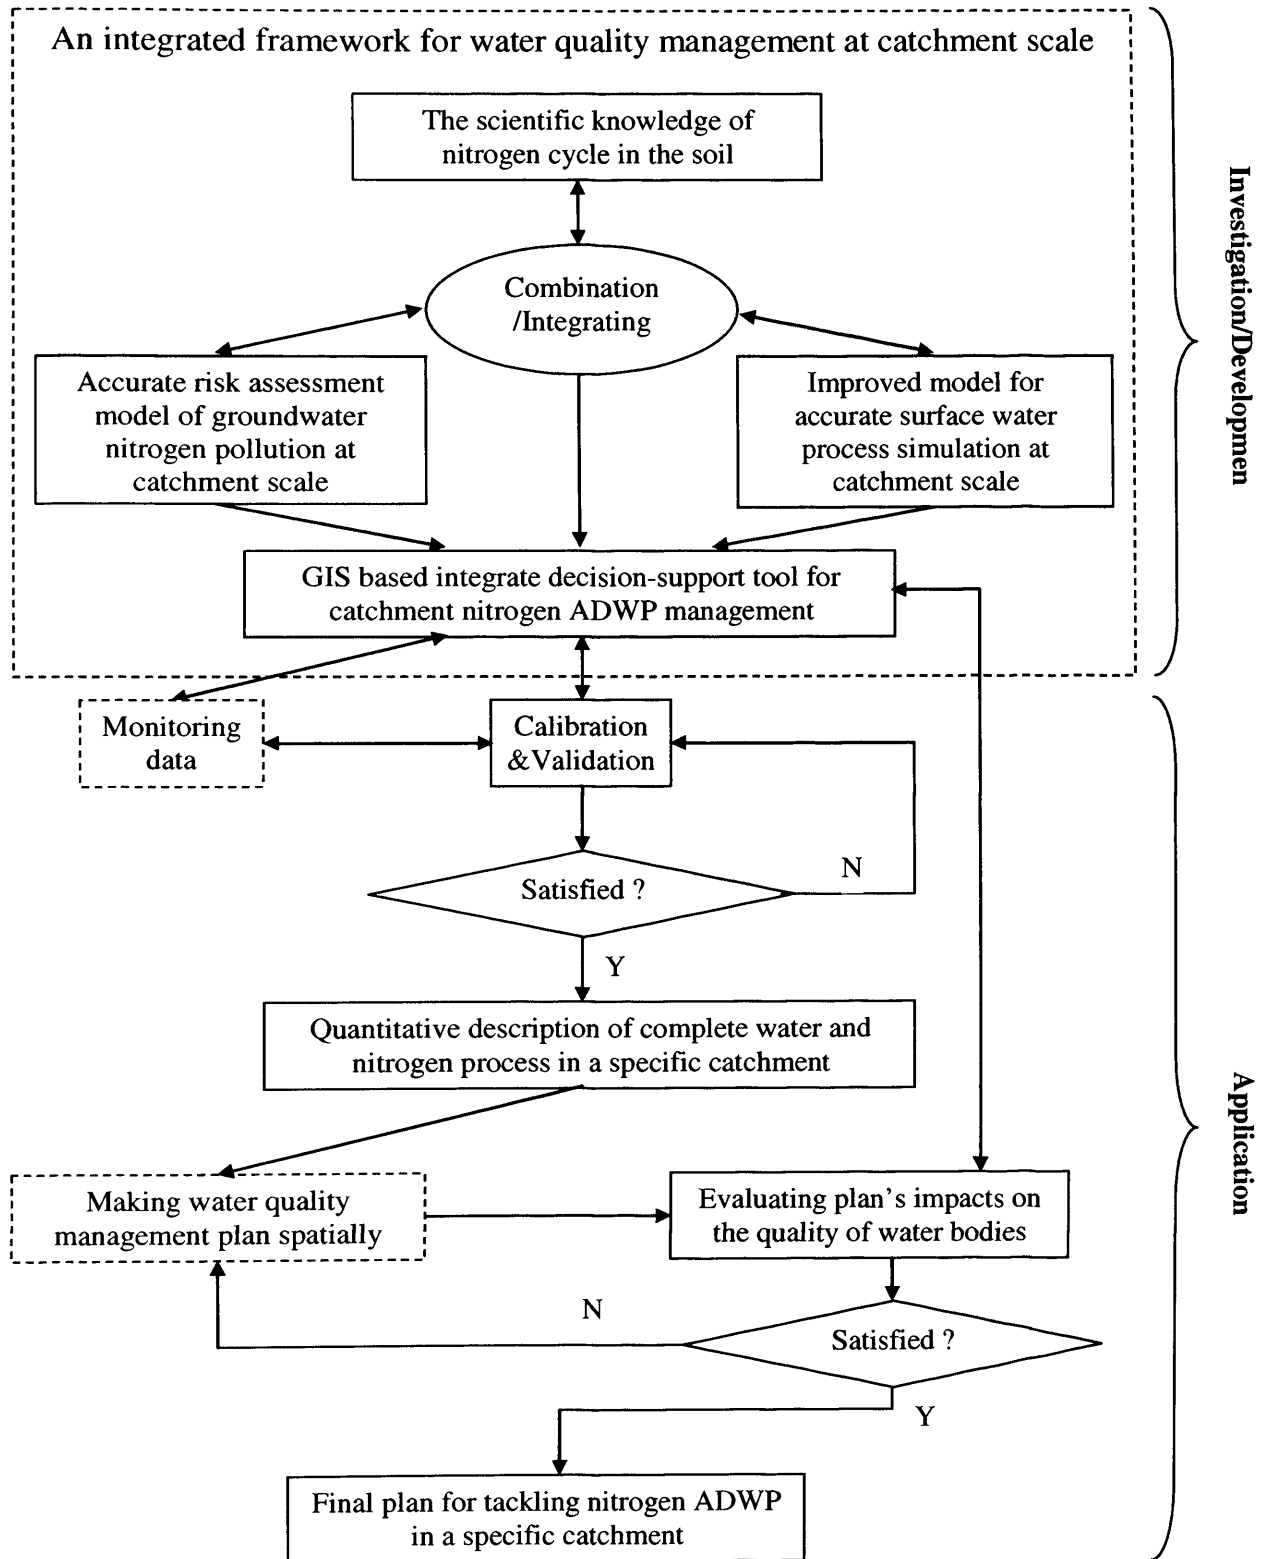 An integrated framework for water quality management at catchment scale
The scientific knowledge of
nitrogen cycle in the soil
Combination
/Integrating
Accurate risk assessment
model of groundwater
nitrogen pollution at
catchment scale
Improved model for
accurate surface water
process simulation at
catchment scale
GIS based integrate decision-support tool for
catchment nitrogen ADWP management
Investigation/Developmen
Monitoring
data
Calibration
&Validation
Satisfied ?
N
Y
Quantitative description of complete water and
nitrogen process in a specific catchment
Making water quality
management plan spatially
Evaluating plan's impacts on
the quality of water bodies
N
Satisfied ?
Y
Final plan for tackling nitrogen ADWP
in a specific catchment
Application